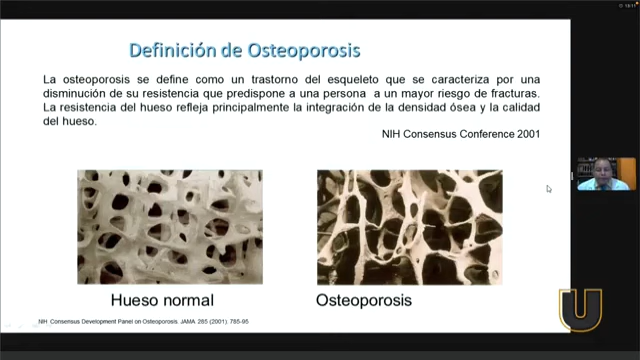 Definición de Osteoporosis
La osteoporosis se define como un trastorno del esqueleto que se caracteriza por una
disminución de su resistencia que predispone a una persona a un mayor riesgo de fracturas.
La resistencia del hueso refleja principalmente la integración de la densidad ósea y la calidad
del hueso.
NIH Consensus Conference 2001
Hueso normal
Osteoporosis
NIH Consensus Development Panel on Osteoporosis. JAMA 285 (2001): 785-95
U